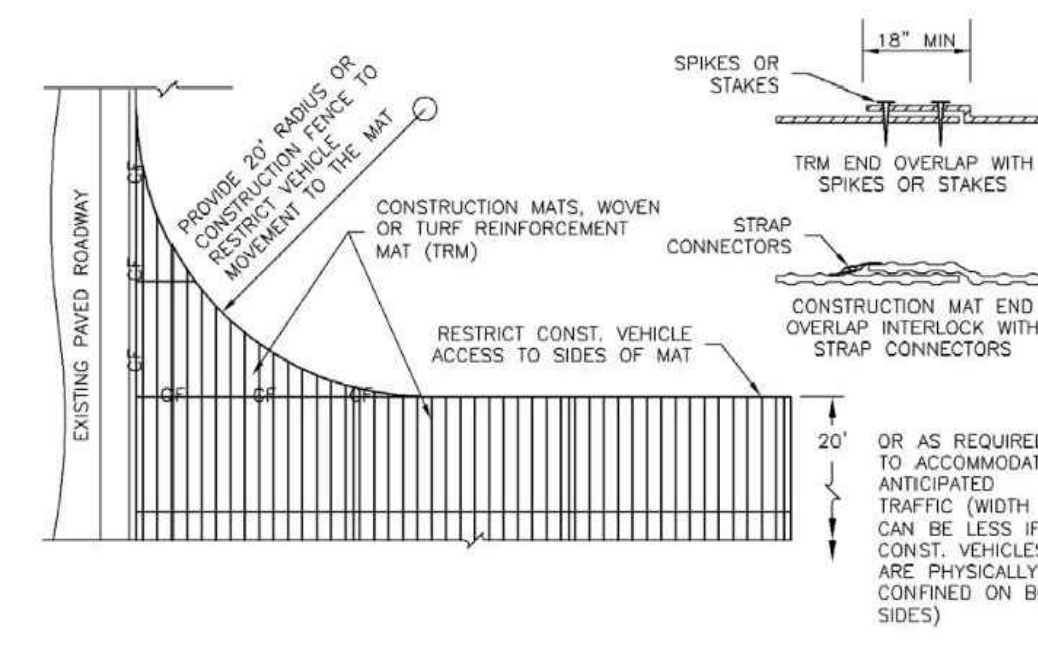 PROVIDE 20' RADIUS OR
CONSTRUCTION FENCE TO
RESTRICT VEHICLE
MOVEMENT TO THE MAT
CONSTRUCTION MATS, WOVEN
OR TURF REINFORCEMENT
MAT (TRM)
RESTRICT CONST. VEHICLE
ACCESS TO SIDES OF MAT
EXISTING PAVED ROADWAY
CF
CF
CF
CF
CF
CF
18" MIN
SPIKES OR
STAKES
TRM END OVERLAP WITH
SPIKES OR STAKES
STRAP
CONNECTORS
CONSTRUCTION MAT END
OVERLAP INTERLOCK WITH
STRAP CONNECTORS
20'
OR AS REQUIRED
TO ACCOMMODAT
ANTICIPATED
TRAFFIC (WIDTH
CAN BE LESS IF
CONST. VEHICLES
ARE PHYSICALLY
CONFINED ON BO
SIDES)